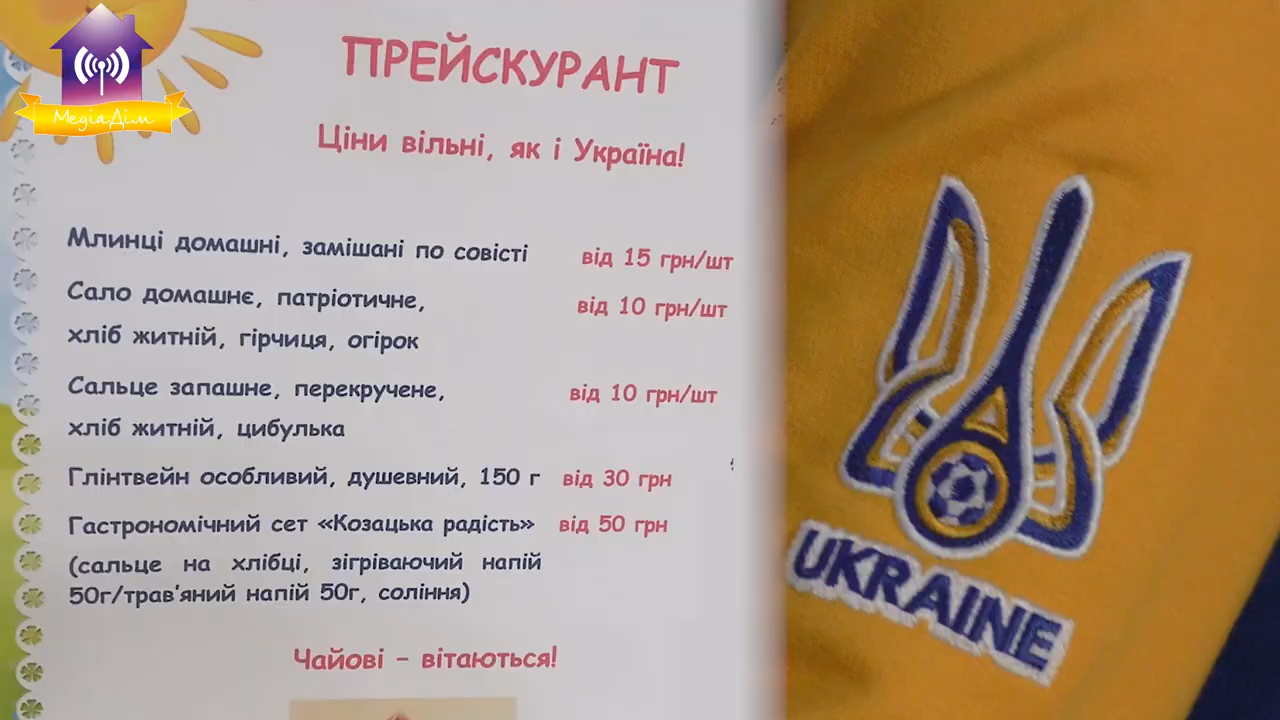 МедіаДім
ПРЕЙСКУРАНТ
Ціни вільні, як і Україна!
Млинці домашні, замішані по совісті від 15 грн/шт
Сало домашнє, патріотичне, від 10 грн/шт
хліб житній, гірчиця, огірок
Сальце запашне, перекручене, від 10 грн/шт
хліб житній, цибулька
Глінтвейн особливий, душевний, 150 г від 30 грн
Гастрономічний сет «Козацька радість» від 50 грн
(сальце на хлібці, зігріваючий напій
50г/трав'яний напій 50г, соління)
Чайові – вітаються!
UKRAINE